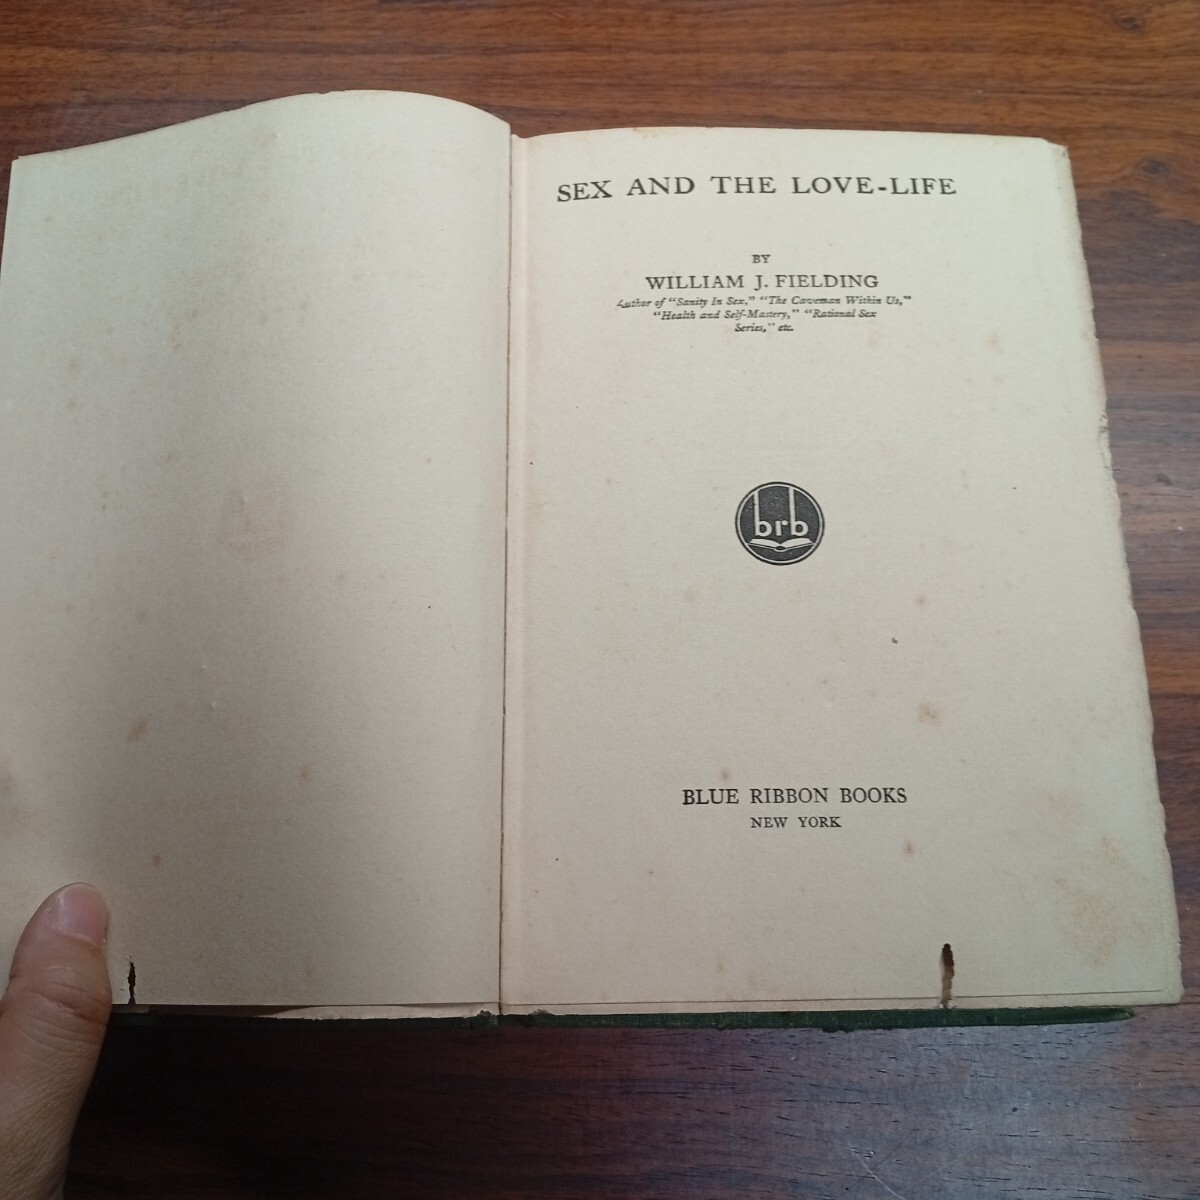 SEX AND THE LOVE-LIFE
BY
WILLIAM J. FIELDING
Author of "Sanity In Sex," "The Caveman Within Us,"
"Health and Self-Mastery," "Rational Sex
Series," etc.
brb
BLUE RIBBON BOOKS
NEW YORK